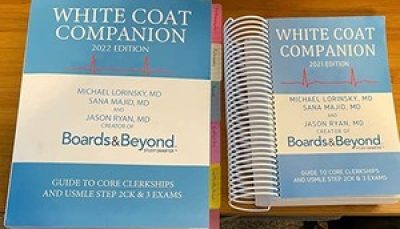 WHITE COAT
COMPANION
2022 EDITION
MICHAEL LORINSKY, MD
SANA MAJID, MD
AND
JASON RYAN, MD
CREATOR OF
Boards&Beyond
GUIDE TO CORE CLERKSHIPS
AND USMLE STEP 2CK & 3 EXAMS
WHITE COAT
COMPANION
2021 EDITION
MICHAEL LORINSKY, MD
SANA MAJID, MD
AND
JASON RYAN, MD
CREATOR OF
Boards&Beyond
GUIDE TO CORE CLERKSHIPS
AND USMLE STEP 2CK & 3 EXAMS